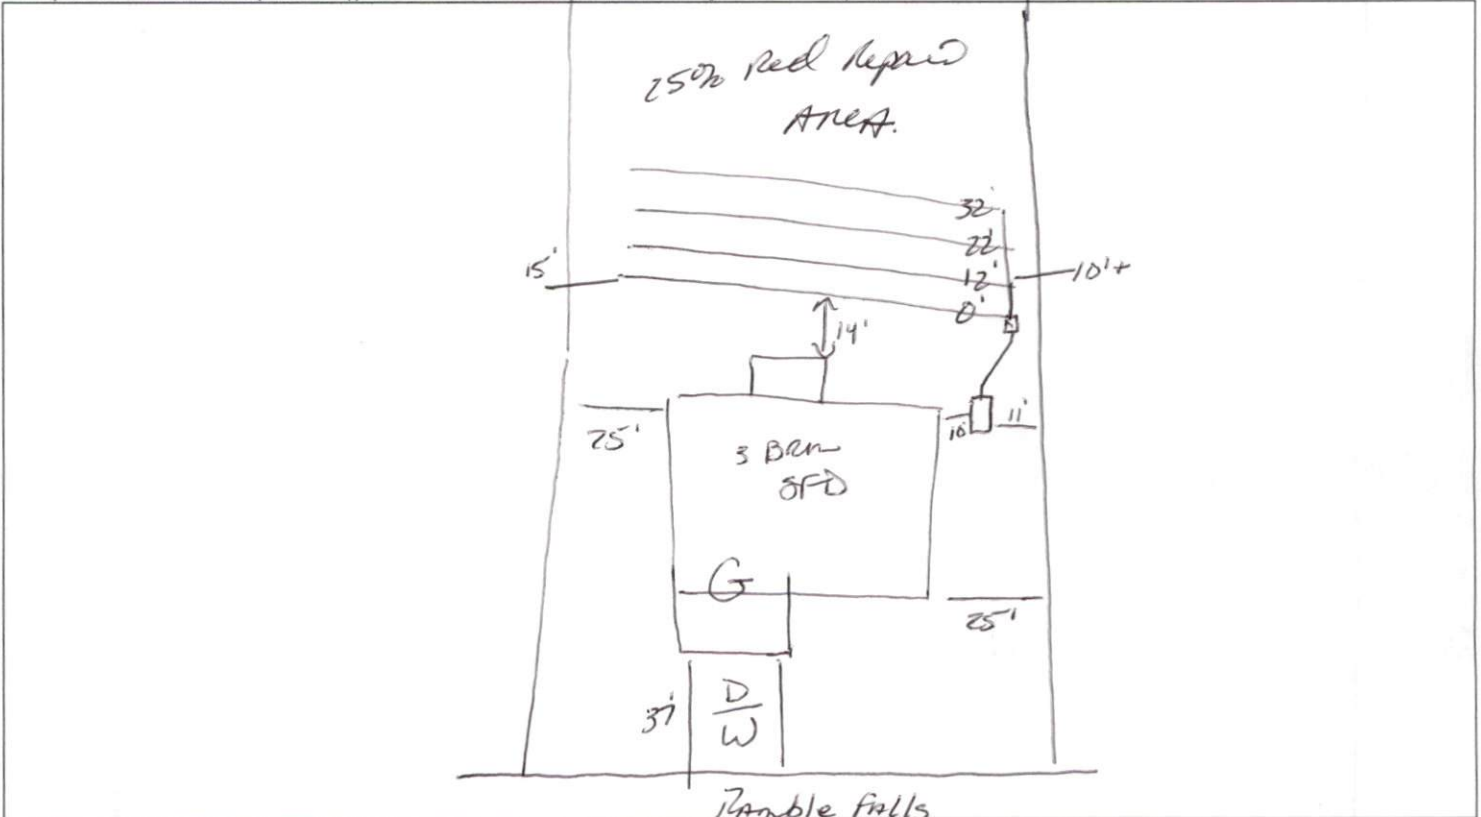 25% Red Repair
AREA.
32'
22'
12'
0'
15'
10'+
14'
25'
10'
11'
3 BRM
SFD
G
25'
37'
D
W
Ramble Falls